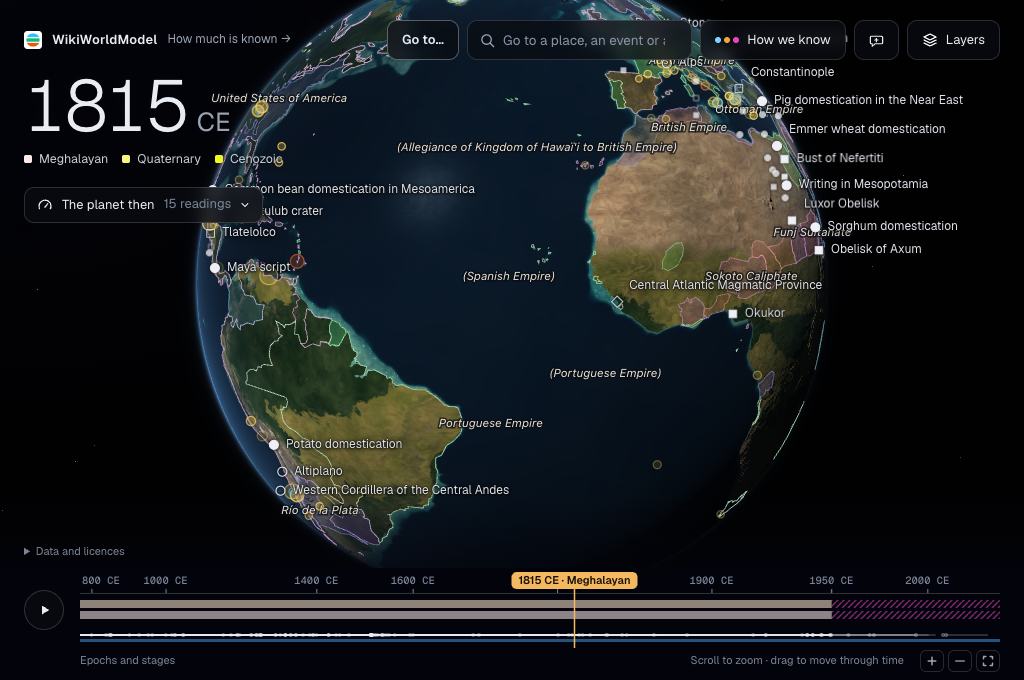 WikiWorldModel
How much is known →
Go to...
Go to a place, an event or a
How we know
Layers
1815 CE
Meghalayan
Quaternary
Cenozoic
The planet then
15 readings
Alps
Constantinople
United States of America
Pig domestication in the Near East
Ottoman Empire
British Empire
Emmer wheat domestication
(Allegiance of Kingdom of Hawaiʻi to British Empire)
Bust of Nefertiti
Writing in Mesopotamia
Common bean domestication in Mesoamerica
Luxor Obelisk
Tlatelolco
Funj Sultanate
Sorghum domestication
Obelisk of Axum
Maya script
(Spanish Empire)
Sokoto Caliphate
Central Atlantic Magmatic Province
Okukor
(Portuguese Empire)
Portuguese Empire
Potato domestication
Altiplano
Western Cordillera of the Central Andes
Río de la Plata
Data and licences
800 CE
1000 CE
1400 CE
1600 CE
1815 CE · Meghalayan
1900 CE
1950 CE
2000 CE
Epochs and stages
Scroll to zoom · drag to move through time